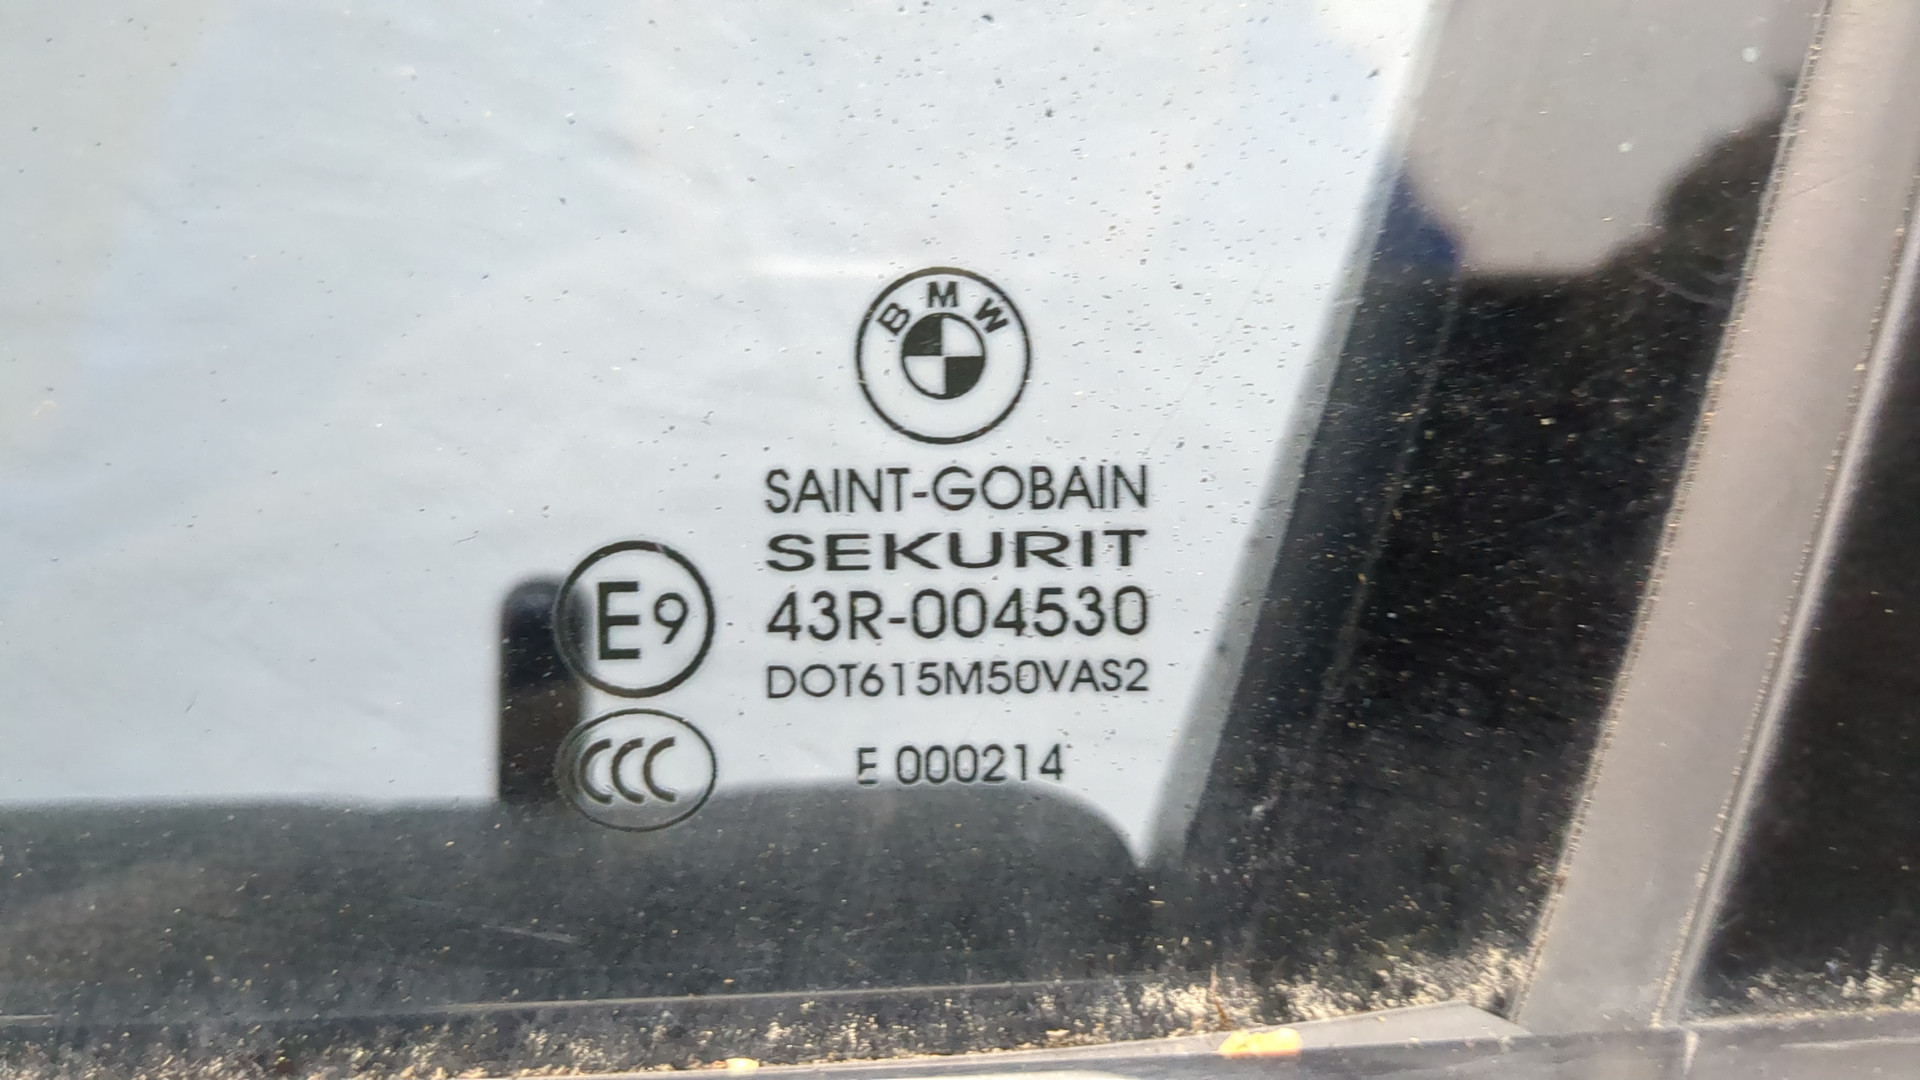 BMW
SAINT-GOBAIN
SEKURIT
E9
43R-004530
DOT615M50VAS2
CCC
E 000214